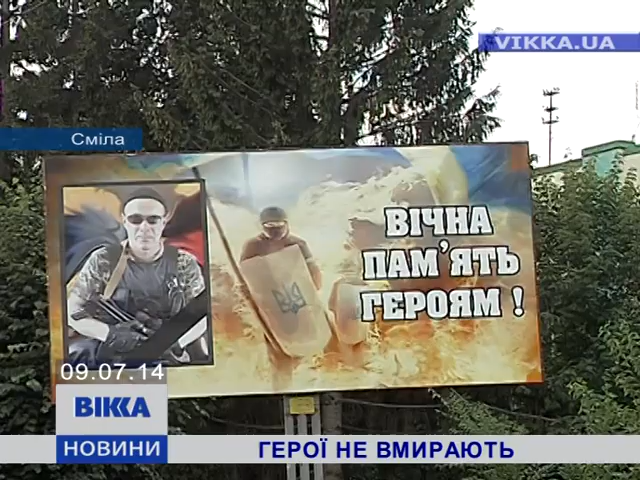 VIKKA.UA
Сміла
ВІЧНА
ПАМ'ЯТЬ
ГЕРОЯМ !
09.07.14
ВІККА
НОВИНИ
ГЕРОЇ НЕ ВМИРАЮТЬ